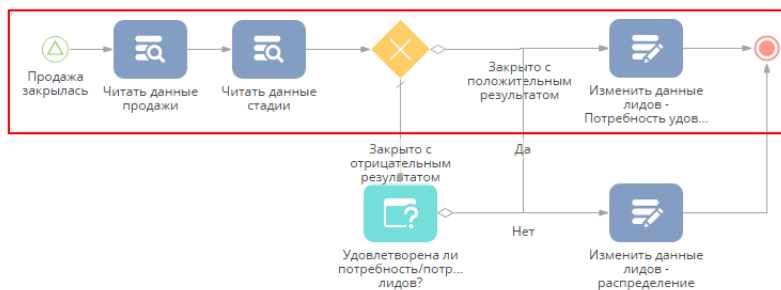 Продажа
закрылась
Читать данные
продажи
Читать данные
стадии
Закрыто с
положительным
результатом
Изменить данные
лидов -
Потребность удов...
Закрыто с
отрицательным
результатом
Да
Нет
Удовлетворена ли
потребность/потр...
лидов?
Изменить данные
лидов -
распределение